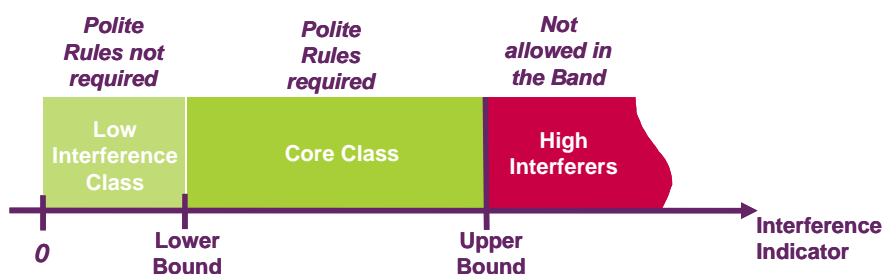 Polite
Rules not
required
Polite
Rules
required
Not
allowed in
the Band
Low
Interference
Class
Core Class
High
Interferers
0
Lower
Bound
Upper
Bound
Interference
Indicator